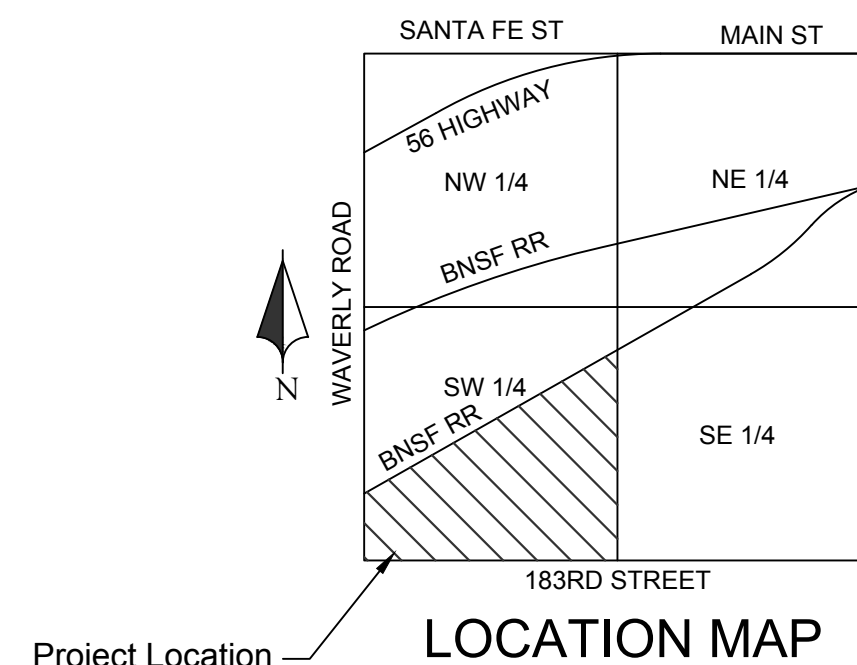 SANTA FE ST
MAIN ST
56 HIGHWAY
NW 1/4
NE 1/4
WAVERLY ROAD
BNSF RR
N
SW 1/4
BNSF RR
SE 1/4
183RD STREET
Project Location
LOCATION MAP